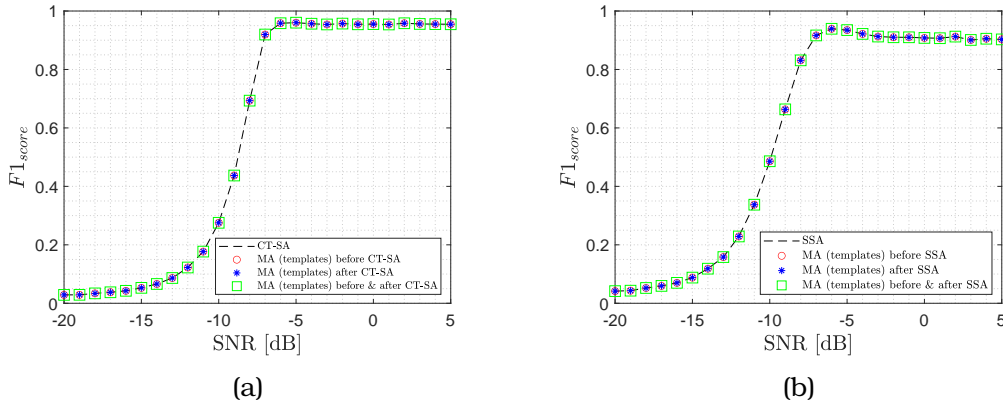 1
0.8
0.6
0.4
0.2
0
F1score
CT-SA
MA (templates) before CT-SA
MA (templates) after CT-SA
MA (templates) before & after CT-SA
-20 -15 -10 -5 0 5
SNR [dB]
(a)
1
0.8
0.6
0.4
0.2
0
F1score
SSA
MA (templates) before SSA
MA (templates) after SSA
MA (templates) before & after SSA
-20 -15 -10 -5 0 5
SNR [dB]
(b)